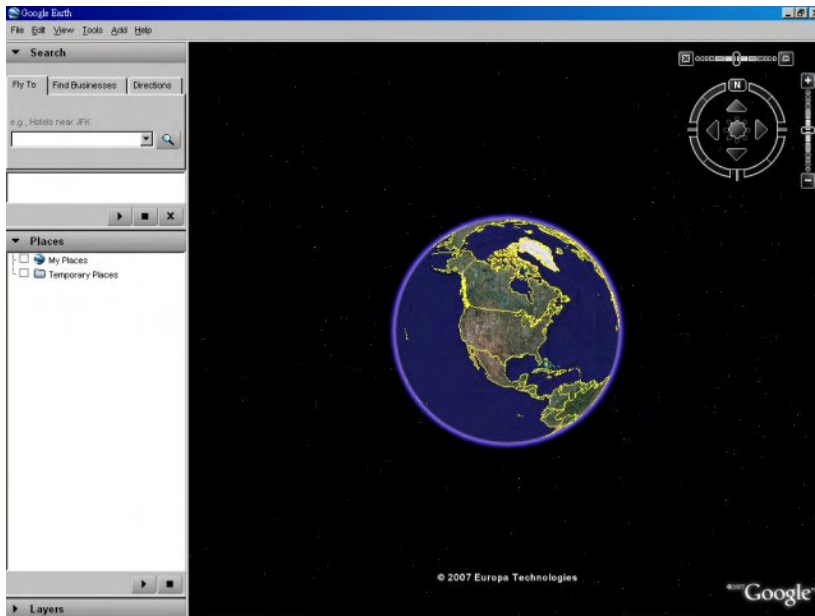 Google Earth
File Edit View Tools Add Help
Search
Fly To Find Businesses Directions
e.g., Hotels near JFK
Places
My Places
Temporary Places
Layers
N
© 2007 Europa Technologies
©2007 Google™